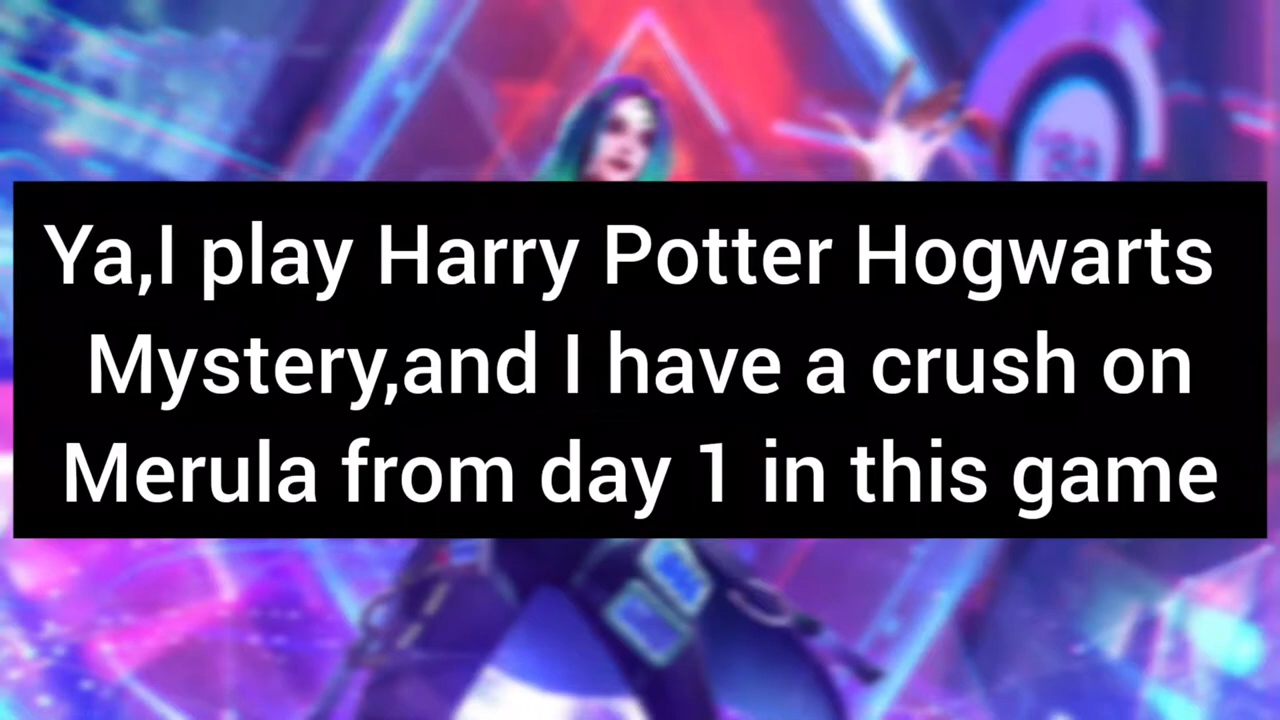 Ya,I play Harry Potter Hogwarts
Mystery,and I have a crush on
Merula from day 1 in this game